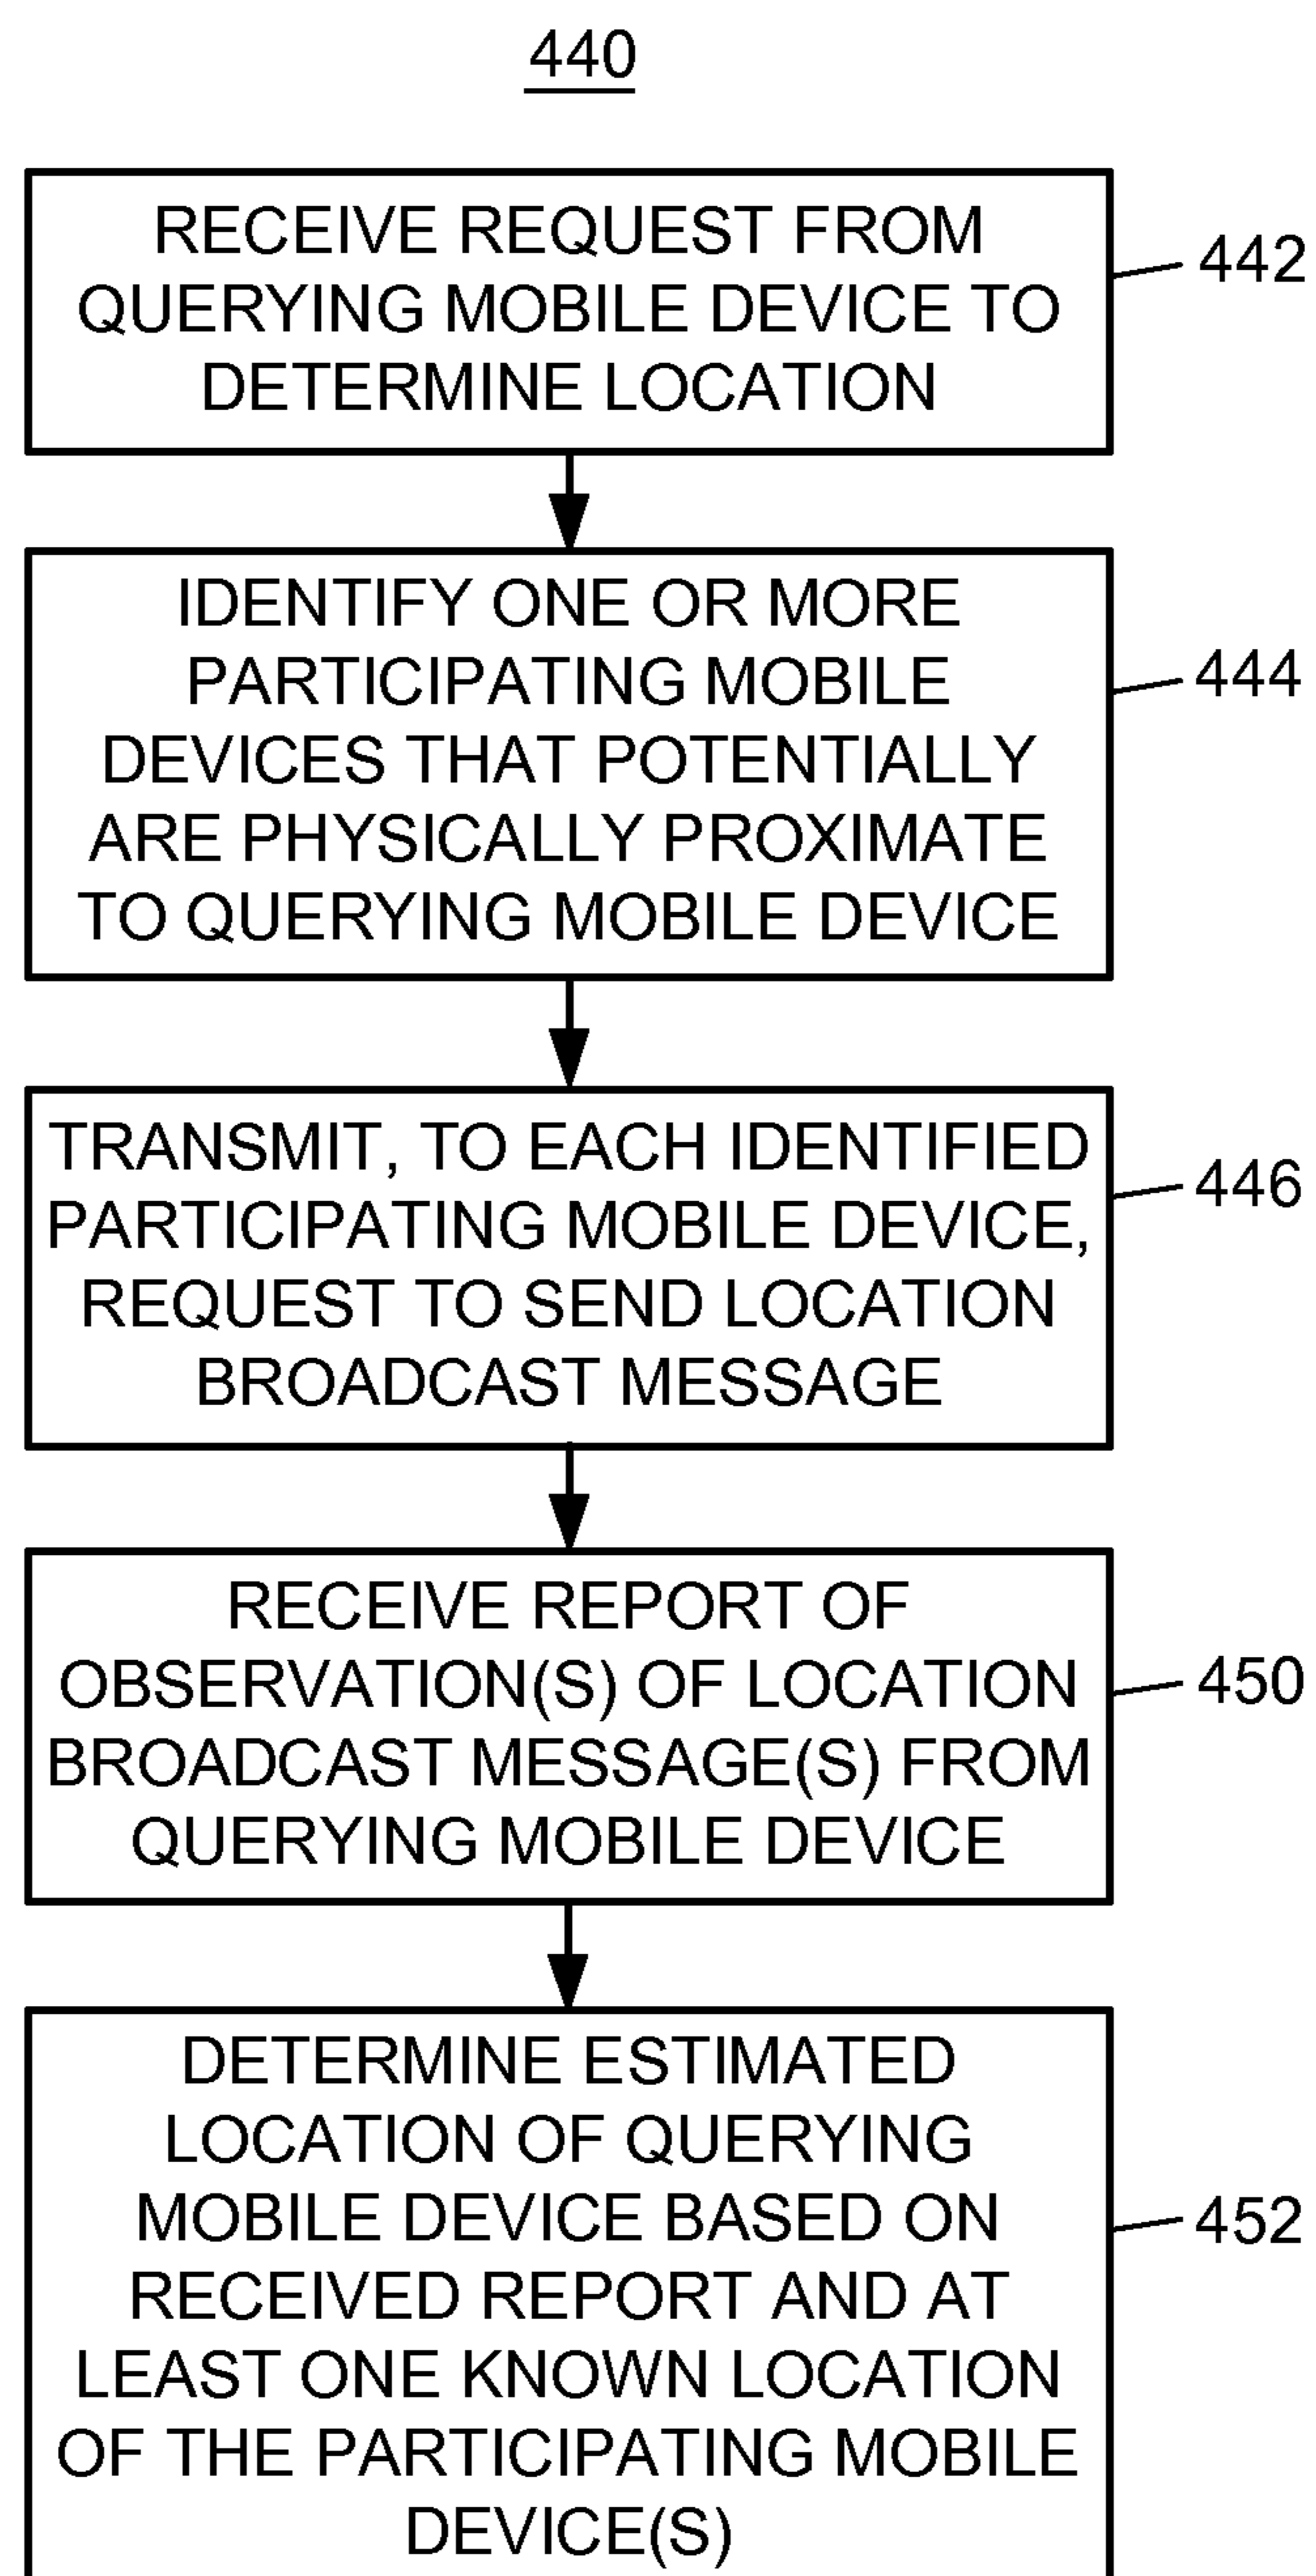 440
RECEIVE REQUEST FROM
QUERYING MOBILE DEVICE TO
DETERMINE LOCATION
442
IDENTIFY ONE OR MORE
PARTICIPATING MOBILE
DEVICES THAT POTENTIALLY
ARE PHYSICALLY PROXIMATE
TO QUERYING MOBILE DEVICE
444
TRANSMIT, TO EACH IDENTIFIED
PARTICIPATING MOBILE DEVICE,
REQUEST TO SEND LOCATION
BROADCAST MESSAGE
446
RECEIVE REPORT OF
OBSERVATION(S) OF LOCATION
BROADCAST MESSAGE(S) FROM
QUERYING MOBILE DEVICE
450
DETERMINE ESTIMATED
LOCATION OF QUERYING
MOBILE DEVICE BASED ON
RECEIVED REPORT AND AT
LEAST ONE KNOWN LOCATION
OF THE PARTICIPATING MOBILE
DEVICE(S)
452